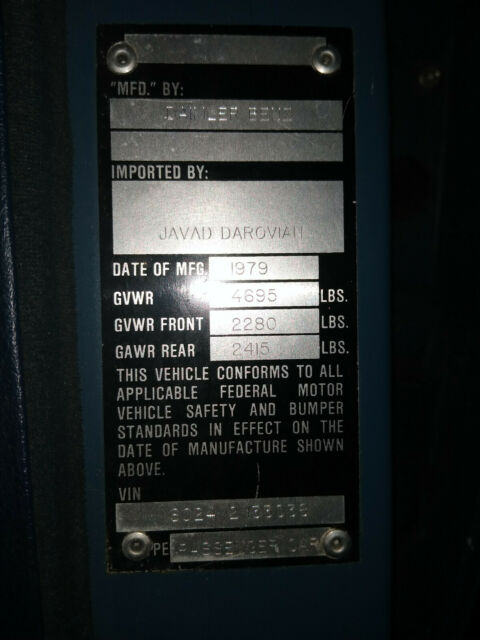 "MFD." BY:
DAIMLER BENZ
IMPORTED BY:
JAVAD DAROVIAN
DATE OF MFG. 1979
GVWR 4695 LBS.
GVWR FRONT 2280 LBS.
GAWR REAR 2415 LBS.
THIS VEHICLE CONFORMS TO ALL
APPLICABLE FEDERAL MOTOR
VEHICLE SAFETY AND BUMPER
STANDARDS IN EFFECT ON THE
DATE OF MANUFACTURE SHOWN
ABOVE.
VIN
PASSENGER CAR